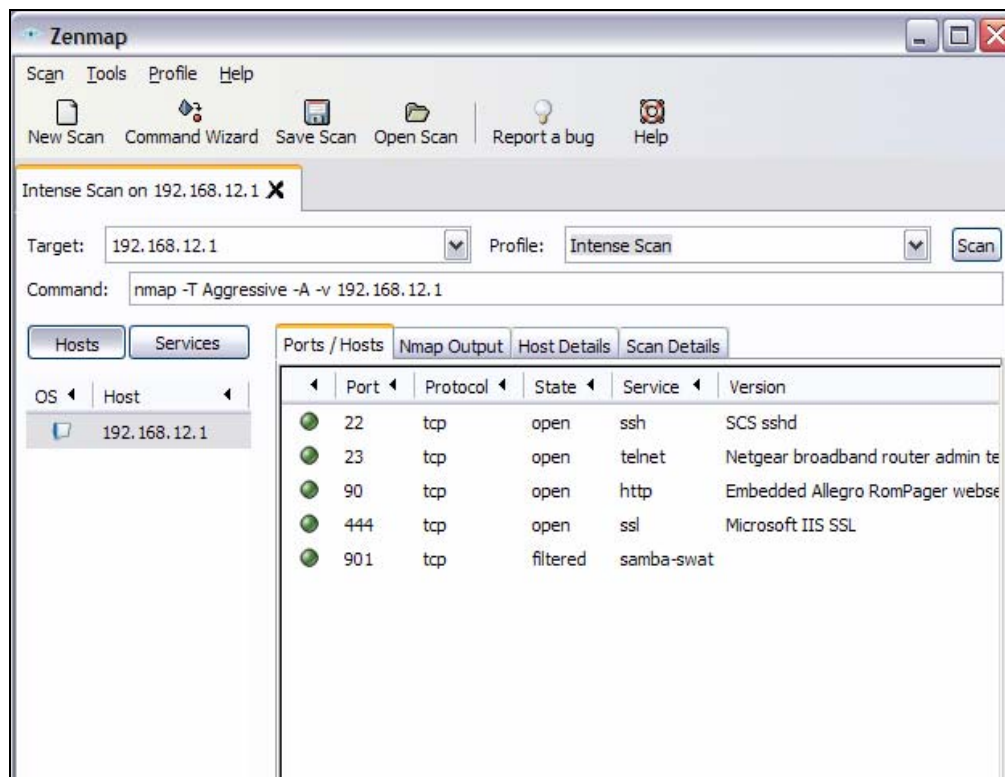 Zenmap
Scan Tools Profile Help
New Scan Command Wizard Save Scan Open Scan Report a bug Help
Intense Scan on 192.168.12.1
Target: 192.168.12.1 Profile: Intense Scan Scan
Command: nmap -T Aggressive -A -v 192.168.12.1
Hosts Services Ports / Hosts Nmap Output Host Details Scan Details
OS Host Port Protocol State Service Version
192.168.12.1
22 tcp open ssh SCS sshd
23 tcp open telnet Netgear broadband router admin te
90 tcp open http Embedded Allegro RomPager webse
444 tcp open ssl Microsoft IIS SSL
901 tcp filtered samba-swat